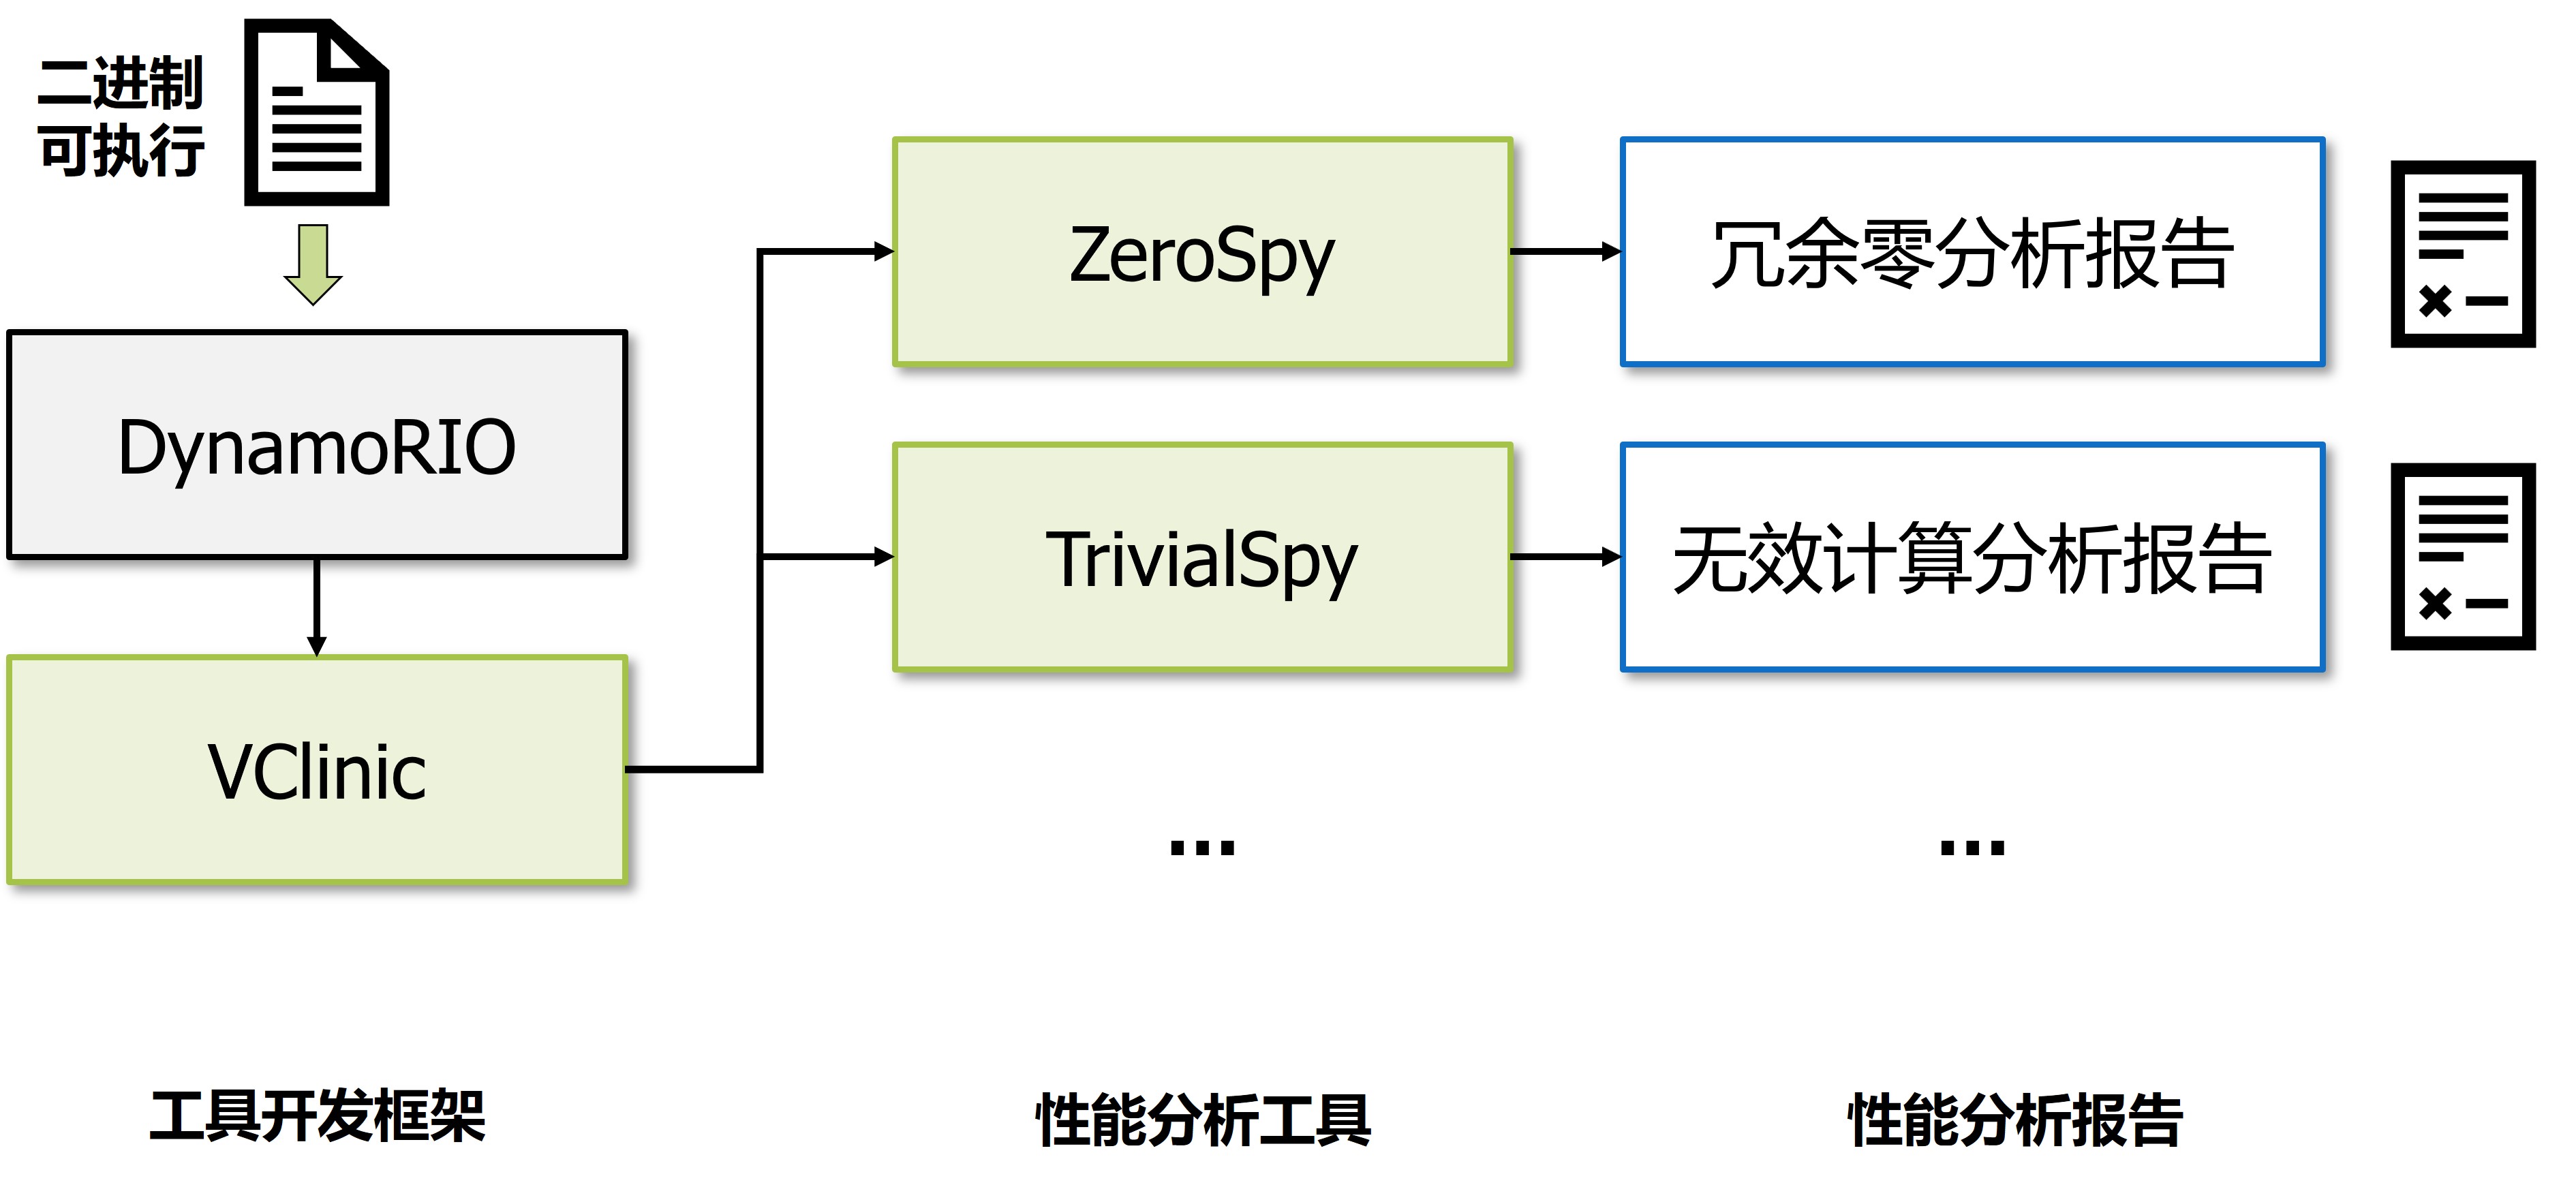 二进制
可执行
DynamoRIO
VClinic
ZeroSpy
冗余零分析报告
TrivialSpy
无效计算分析报告
...
...
工具开发框架
性能分析工具
性能分析报告